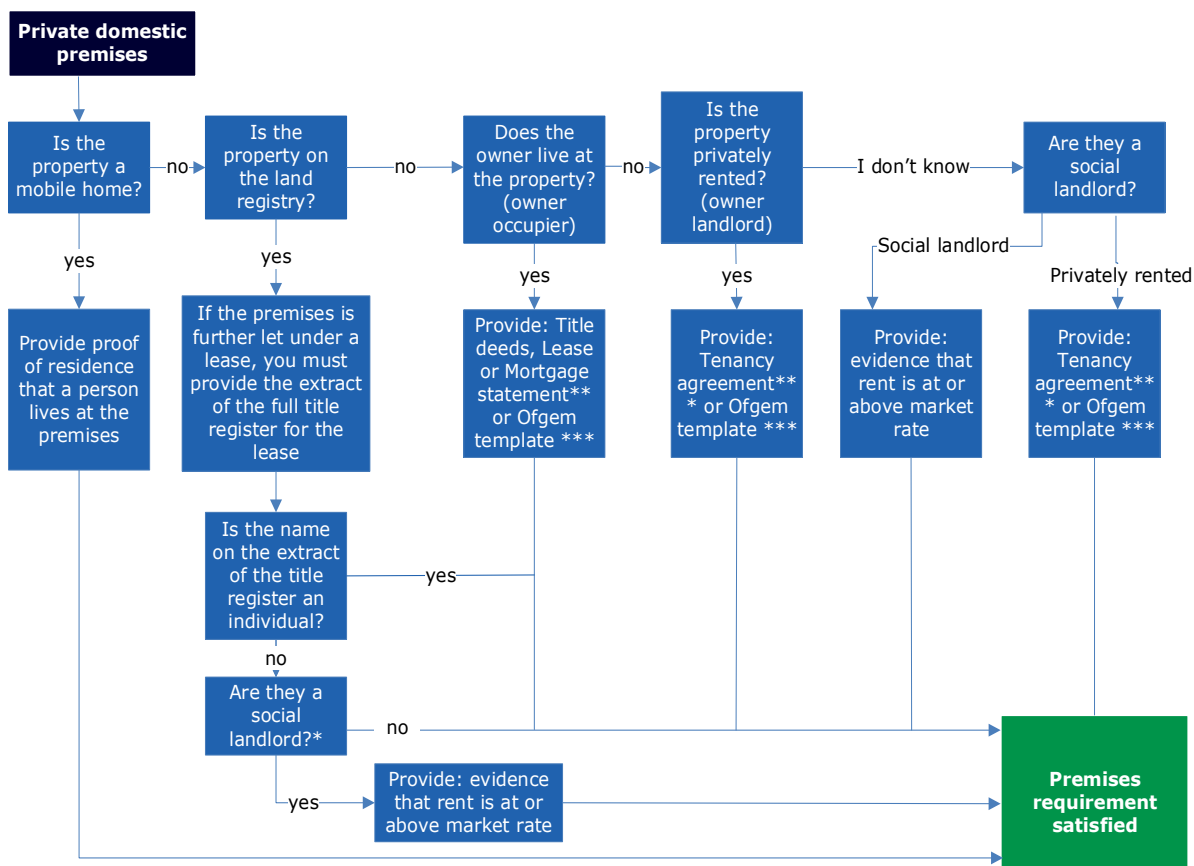 Private domestic
premises
Is the
property a
mobile home?
no
Is the
property on
the land
registry?
no
Does the
owner live at
the property?
(owner
occupier)
no
Is the
property
privately
rented?
(owner
landlord)
I don’t know
Are they a
social
landlord?
yes
yes
yes
yes
Social landlord
Privately rented
Provide proof
of residence
that a person
lives at the
premises
If the premises is
further let under a
lease, you must
provide the extract
of the full title
register for the
lease
Provide: Title
deeds, Lease
or Mortgage
statement**
or Ofgem
template ***
Provide:
Tenancy
agreement**
* or Ofgem
template ***
Provide:
evidence that
rent is at or
above market
rate
Provide:
Tenancy
agreement**
* or Ofgem
template ***
Is the name
on the extract
of the title
register an
individual?
yes
no
Are they a
social
landlord?*
no
yes
Provide: evidence
that rent is at or
above market rate
Premises
requirement
satisfied